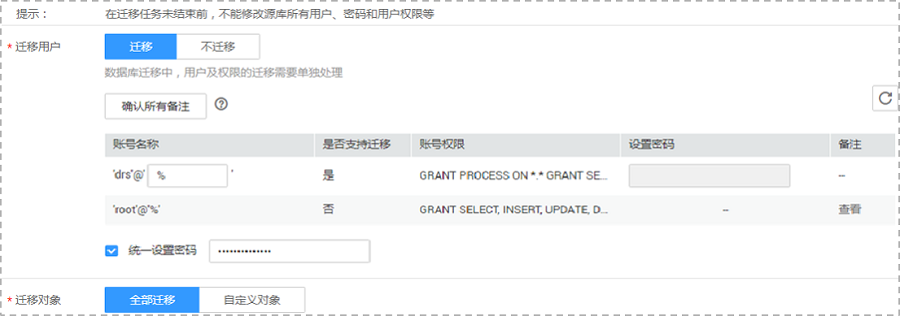 提示： 在迁移任务未结束前，不能修改源库所有用户、密码和用户权限等
* 迁移用户 迁移 不迁移
数据库迁移中，用户及权限的迁移需要单独处理
确认所有备注 ?
账号名称 是否支持迁移 账号权限 设置密码 备注
'drs'@' % ' 是 GRANT PROCESS ON *.* GRANT SE... --
'root'@'%' 否 GRANT SELECT, INSERT, UPDATE, D... -- 查看
统一设置密码 ••••••••••••••
* 迁移对象 全部迁移 自定义对象